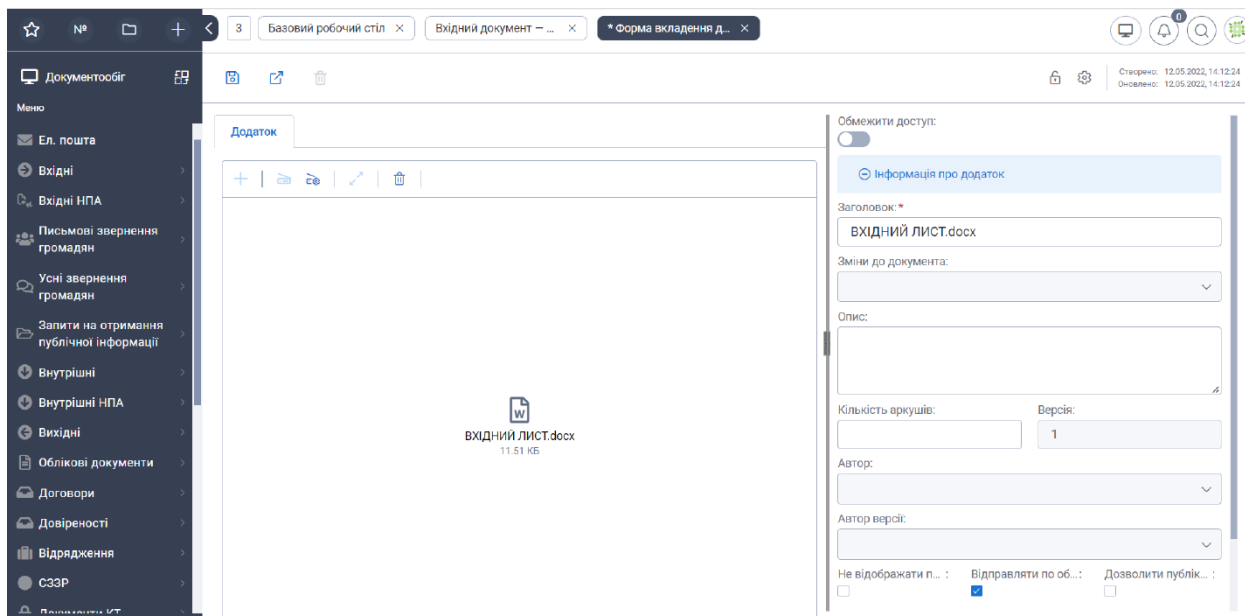 №
3
Базовий робочий стіл
Вхідний документ — ...
* Форма вкладення д...
0
Документообіг
Створено: 12.05.2022, 14:12:24
Оновлено: 12.05.2022, 14:12:24
Меню
Ел. пошта
Вхідні
Вхідні НПА
Письмові звернення
громадян
Усні звернення
громадян
Запити на отримання
публічної інформації
Внутрішні
Внутрішні НПА
Вихідні
Облікові документи
Договори
Довіреності
Відрядження
СЗЗР
Документи КТ
Додаток
W
ВХІДНИЙ ЛИСТ.docx
11.51 КБ
Обмежити доступ:
Інформація про додаток
Заголовок:*
ВХІДНИЙ ЛИСТ.docx
Зміни до документа:
Опис:
Кількість аркушів: Версія:
1
Автор:
Автор версії:
Не відображати п... : Відправляти по об...: Дозволити публік... :